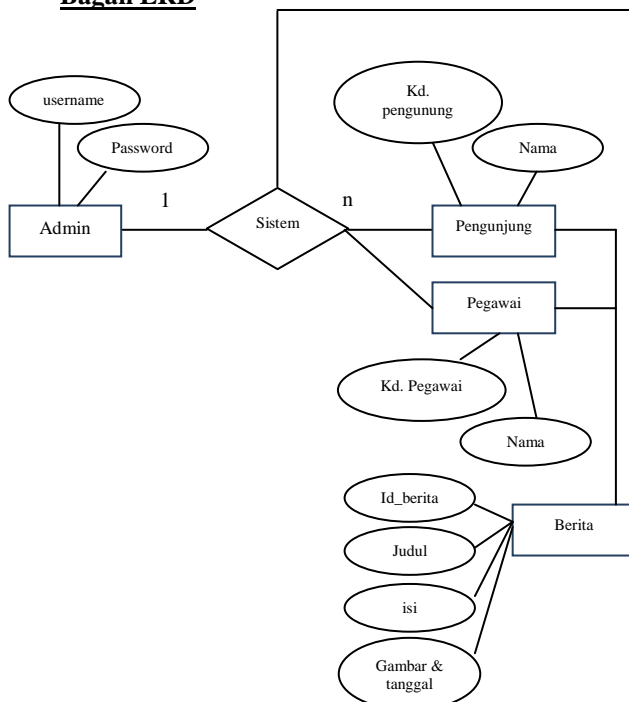 Bagan ERD
Kd.
pengunung
username
Password
Nama
1
n
Admin
Sistem
Pengunjung
Pegawai
Kd. Pegawai
Nama
Id_berita
Judul
Berita
isi
Gambar &
tanggal